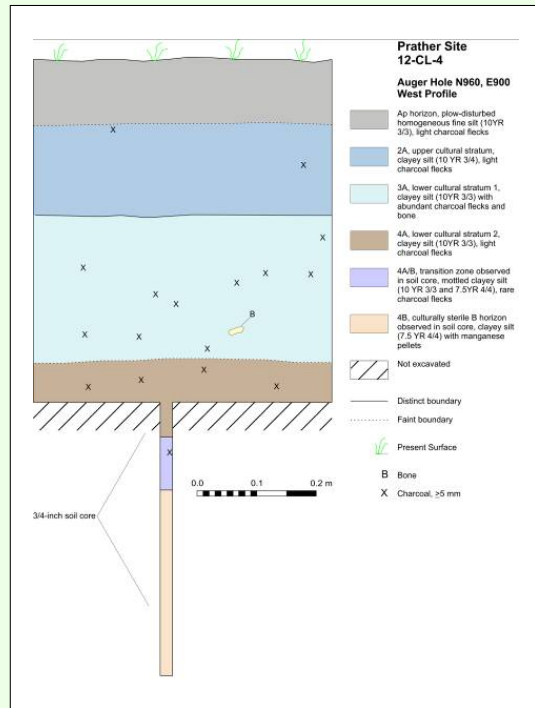 Prather Site
12-CL-4
Auger Hole N960, E900
West Profile
Ap horizon, plow-disturbed
homogeneous fine silt (10YR
3/3), light charcoal flecks
2A, upper cultural stratum,
clayey silt (10 YR 3/4), light
charcoal flecks
3A, lower cultural stratum 1,
clayey silt (10YR 3/3) with
abundant charcoal flecks and
bone
4A, lower cultural stratum 2,
clayey silt (10YR 3/3), light
charcoal flecks
4A/B, transition zone observed
in soil core, mottled clayey silt
(10 YR 3/3 and 7.5YR 4/4), rare
charcoal flecks
4B, culturally sterile B horizon
observed in soil core, clayey silt
(7.5 YR 4/4) with manganese
pellets
Not excavated
Distinct boundary
Faint boundary
Present Surface
B Bone
X Charcoal, ≥5 mm
X
X
X
X
X
X
X
X
X
B
X
X
X
X
X
X
X
X
0.0 0.1 0.2 m
3/4-inch soil core